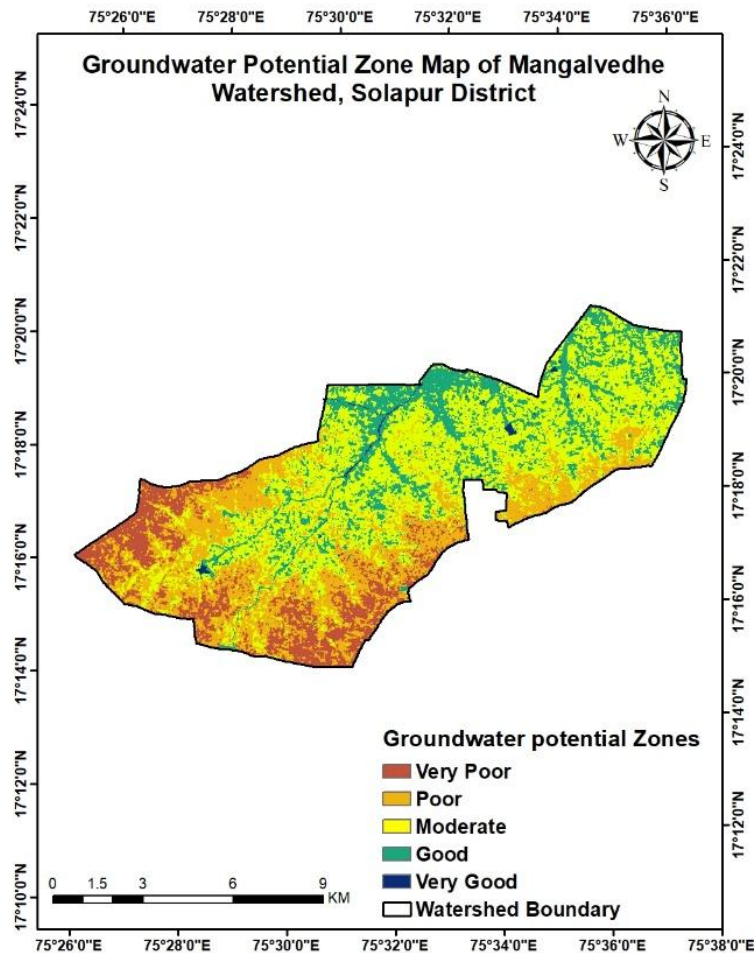 75°26'0"E 75°28'0"E 75°30'0"E 75°32'0"E 75°34'0"E 75°36'0"E
Groundwater Potential Zone Map of Mangalvedhe
Watershed, Solapur District
N
W E
S
17°24'0"N
17°22'0"N
17°20'0"N
17°18'0"N
17°16'0"N
17°14'0"N
17°12'0"N
17°10'0"N
17°24'0"N
17°22'0"N
17°20'0"N
17°18'0"N
17°16'0"N
17°14'0"N
17°12'0"N
Groundwater potential Zones
Very Poor
Poor
Moderate
Good
Very Good
Watershed Boundary
0 1.5 3 6 9
KM
75°26'0"E 75°28'0"E 75°30'0"E 75°32'0"E 75°34'0"E 75°36'0"E 75°38'0"E